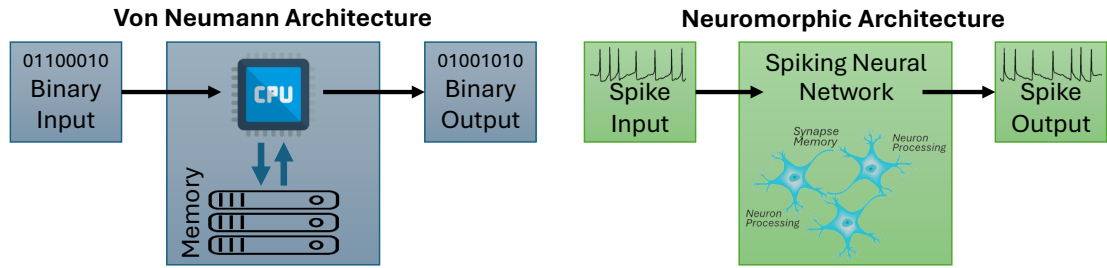 Von Neumann Architecture
01100010
Binary
Input
CPU
Memory
01001010
Binary
Output
Neuromorphic Architecture
Spike
Input
Spiking Neural
Network
Synapse
Memory
Neuron
Processing
Neuron
Processing
Spike
Output